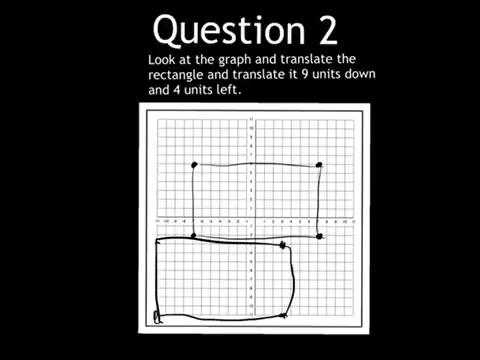 Question 2
Look at the graph and translate the
rectangle and translate it 9 units down
and 4 units left.